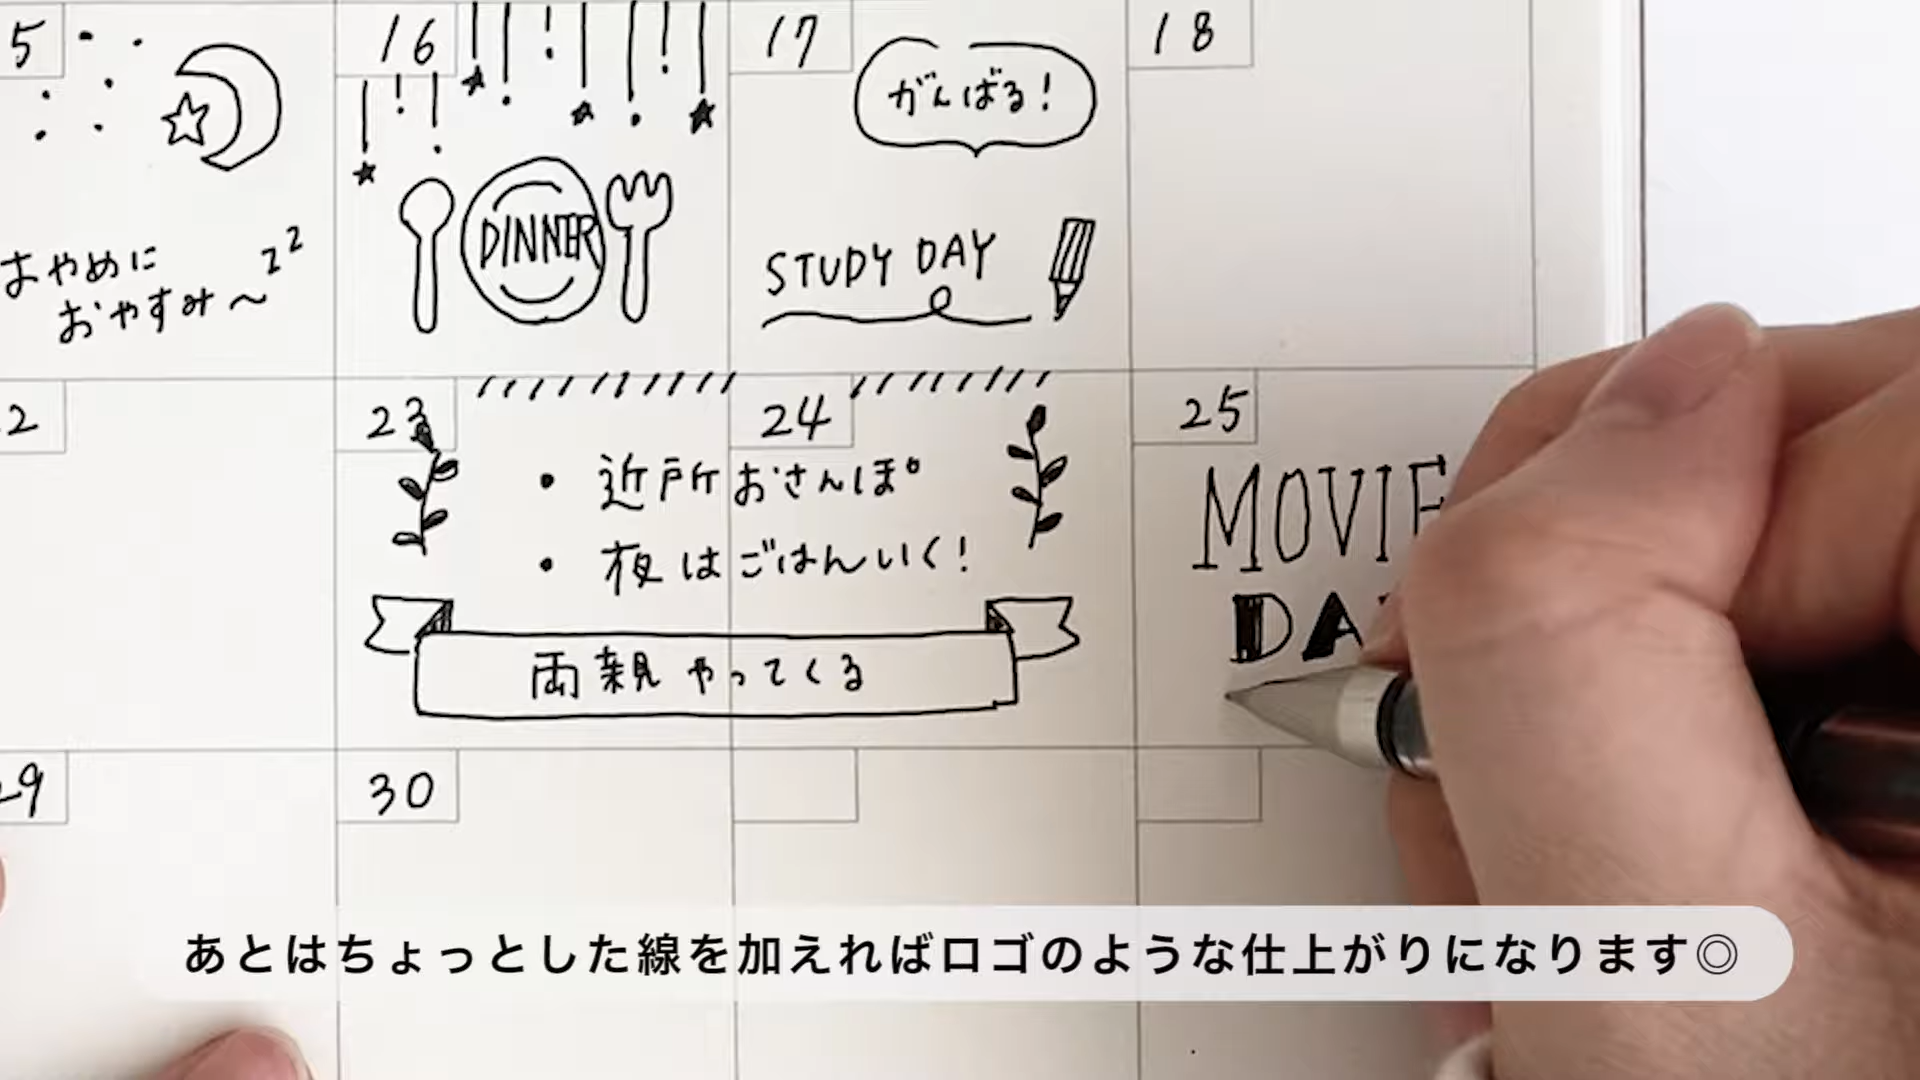 5
16
17
がんばる!
18
DINNER
STUDY DAY
はやめに
おやすみ〜zz
2
23
24
25
・近所おさんぽ
・夜はごはんいく!
両親やってくる
MOVIE
DA
29
30
あとはちょっとした線を加えればロゴのような仕上がりになります◎